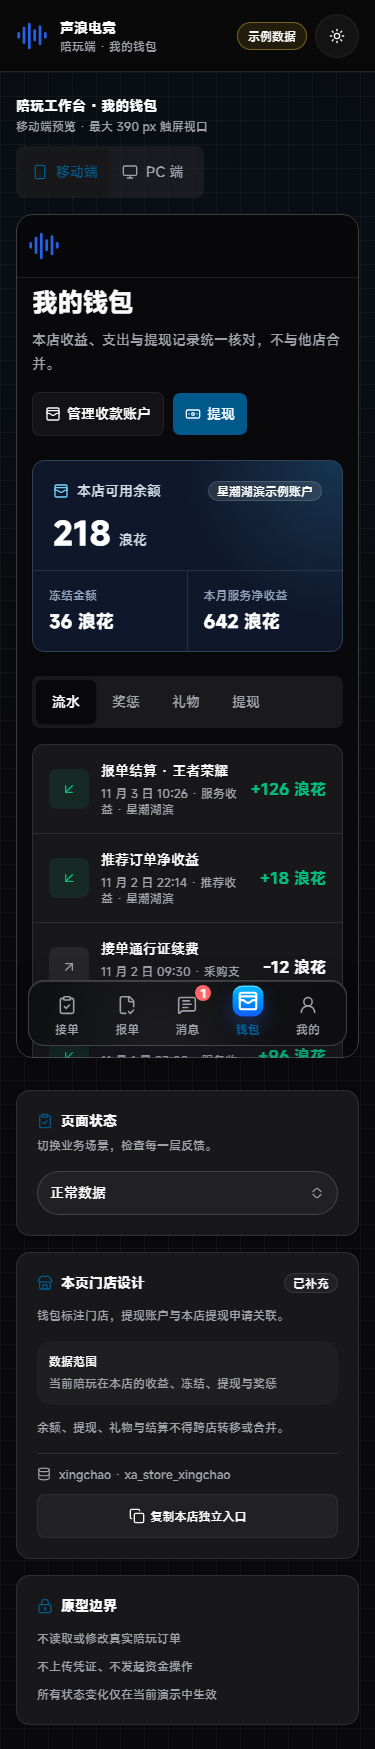 声浪电竞
陪玩端 · 我的钱包
示例数据
陪玩工作台 · 我的钱包
移动端预览 · 最大 390 px 触屏视口
移动端
PC 端
我的钱包
本店收益、支出与提现记录统一核对，不与他店合
并。
管理收款账户
提现
本店可用余额
星潮湖滨示例账户
218 浪花
冻结金额
36 浪花
本月服务净收益
642 浪花
流水
奖惩
礼物
提现
报单结算 · 王者荣耀
11 月 3 日 10:26 · 服务收
益 · 星潮湖滨
+126 浪花
推荐订单净收益
11 月 2 日 22:14 · 推荐收
益 · 星潮湖滨
+18 浪花
接单通行证续费
11 月 2 日 09:30 · 采购支
-12 浪花
+96 浪花
接单
报单
消息
1
钱包
我的
页面状态
切换业务场景，检查每一层反馈。
正常数据
本页门店设计
已补充
钱包标注门店，提现账户与本店提现申请关联。
数据范围
当前陪玩在本店的收益、冻结、提现与奖惩
余额、提现、礼物与结算不得跨店转移或合并。
xingchao · xa_store_xingchao
复制本店独立入口
原型边界
不读取或修改真实陪玩订单
不上传凭证、不发起资金操作
所有状态变化仅在当前演示中生效